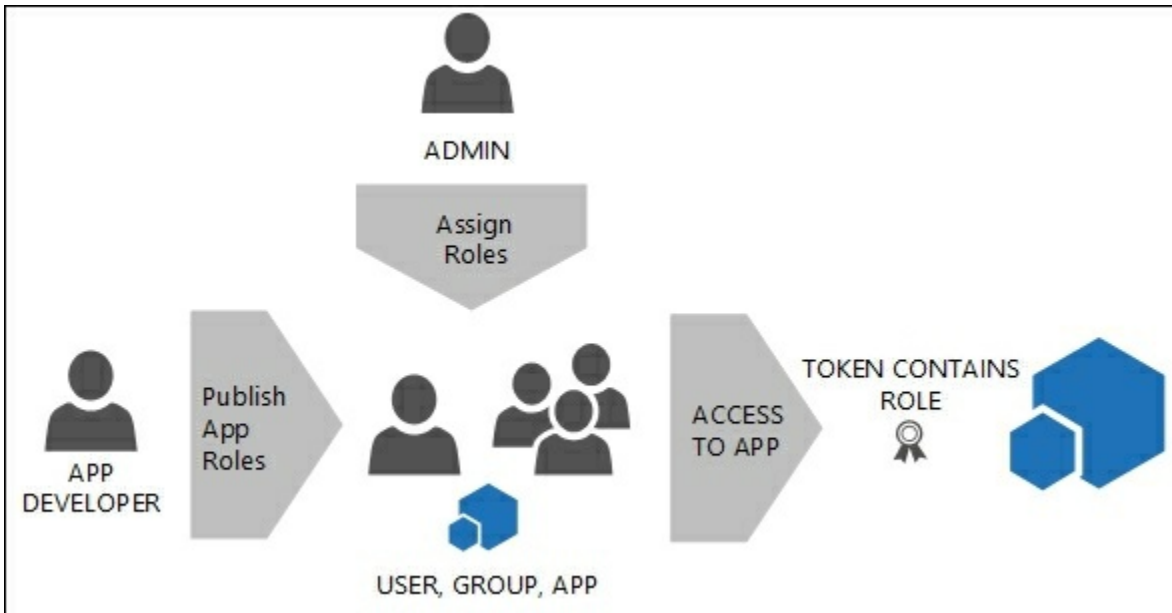 ADMIN
Assign
Roles
APP
DEVELOPER
Publish
App
Roles
USER, GROUP, APP
ACCESS
TO APP
TOKEN CONTAINS
ROLE